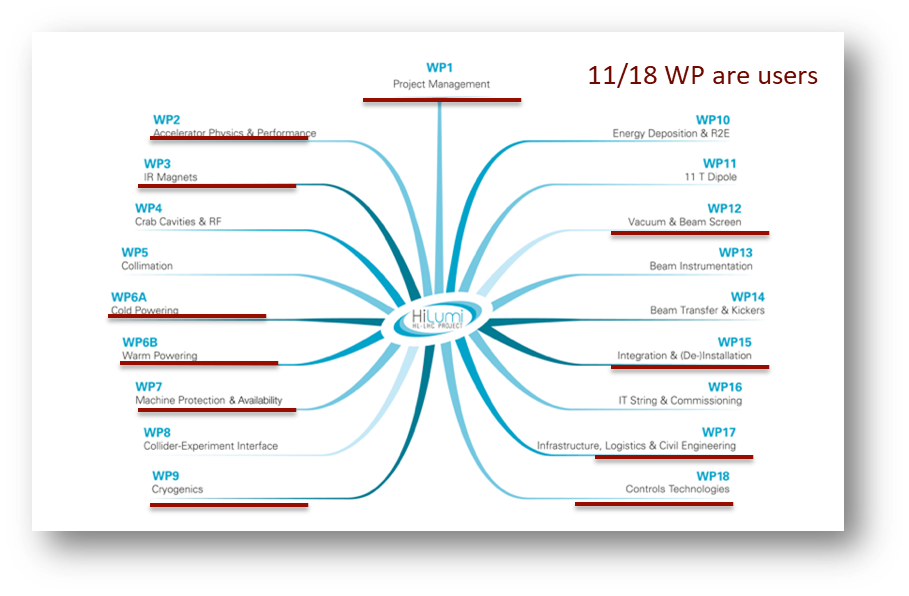 11/18 WP are users
WP1
Project Management
WP2
Accelerator Physics & Performance
WP3
IR Magnets
WP4
Crab Cavities & RF
WP5
Collimation
WP6A
Cold Powering
WP6B
Warm Powering
WP7
Machine Protection & Availability
WP8
Collider-Experiment Interface
WP9
Cryogenics
WP10
Energy Deposition & R2E
WP11
11 T Dipole
WP12
Vacuum & Beam Screen
WP13
Beam Instrumentation
WP14
Beam Transfer & Kickers
WP15
Integration & (De-)Installation
WP16
IT String & Commissioning
WP17
Infrastructure, Logistics & Civil Engineering
WP18
Controls Technologies
HiLumi
HL-LHC PROJECT